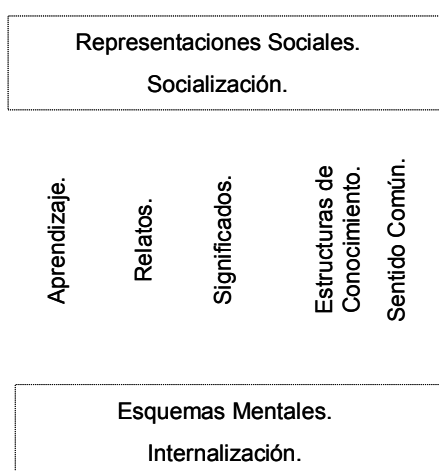 Representaciones Sociales.
Socialización.
Aprendizaje.
Relatos.
Significados.
Estructuras de
Conocimiento.
Sentido Común.
Esquemas Mentales.
Internalización.